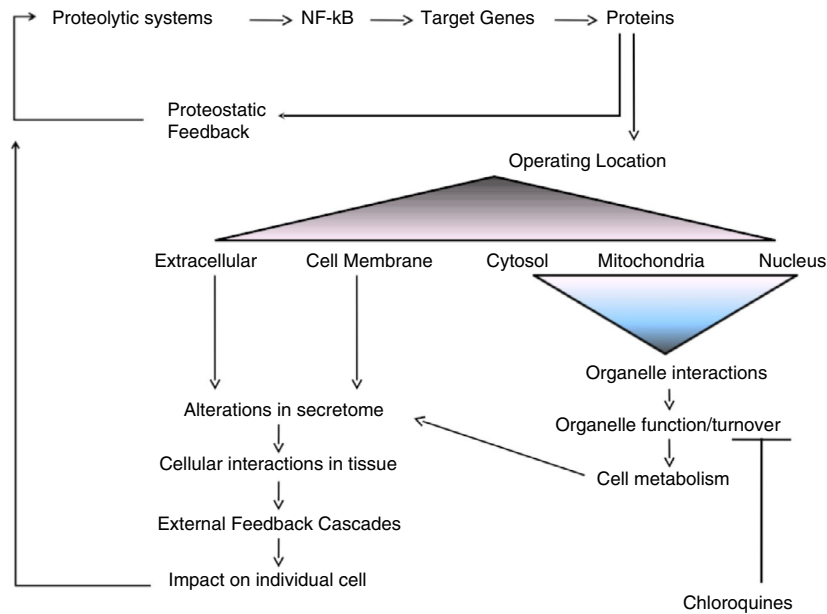 Proteolytic systems NF-kB Target Genes Proteins
Proteostatic
Feedback
Operating Location
Extracellular Cell Membrane Cytosol Mitochondria Nucleus
Organelle interactions
Alterations in secretome
Organelle function/turnover
Cellular interactions in tissue
Cell metabolism
External Feedback Cascades
Impact on individual cell
Chloroquines